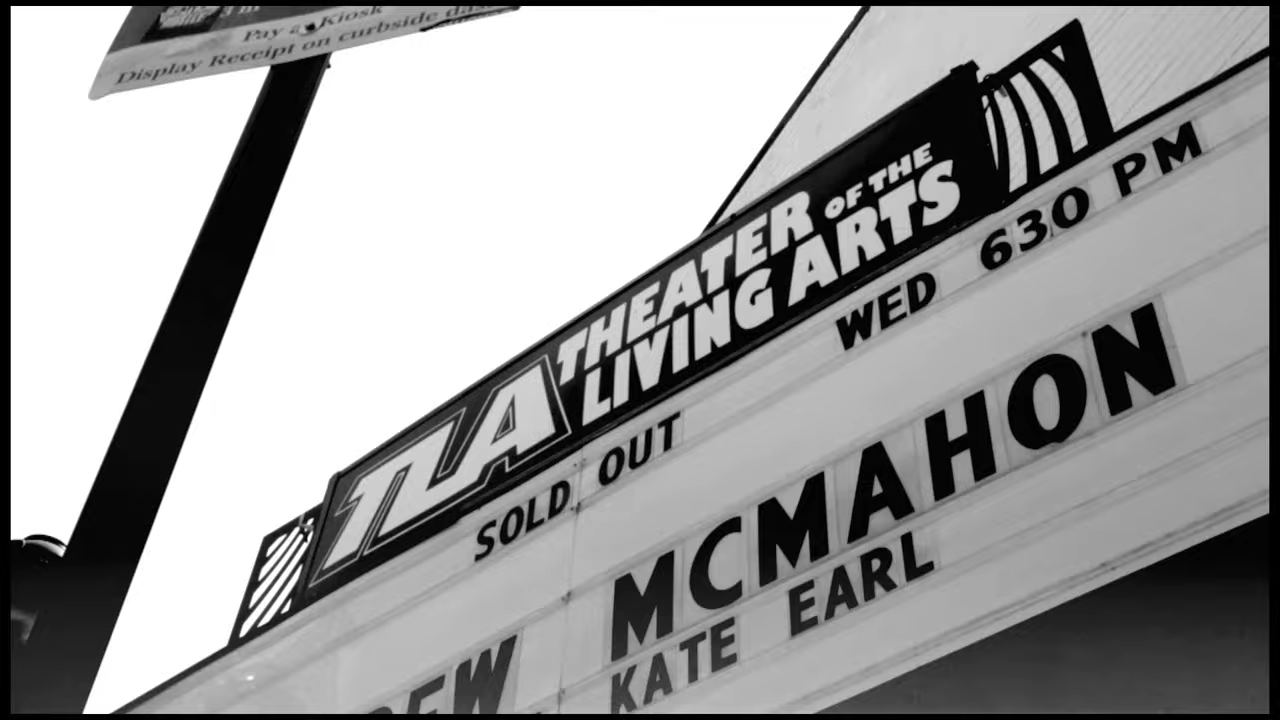 Pay at Kiosk
Display Receipt on curbside
TLA THEATER OF THE
LIVING ARTS
SOLD OUT WED 630 PM
MCMAHON
KATE EARL